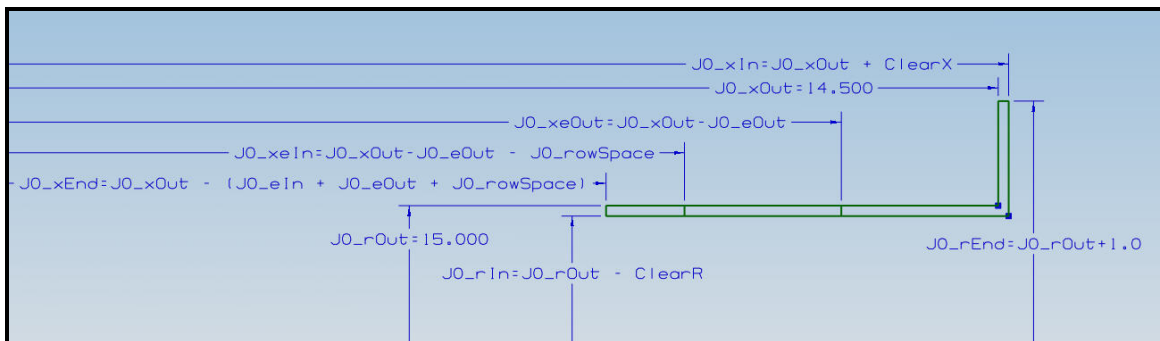 J0_xIn=J0_xOut + ClearX
J0_xOut=14.500
J0_xeOut=J0_xOut-J0_eOut
J0_xeIn=J0_xOut-J0_eOut - J0_rowSpace
J0_xEnd=J0_xOut - (J0_eIn + J0_eOut + J0_rowSpace)
J0_rOut=15.000
J0_rEnd=J0_rOut+1.0
J0_rIn=J0_rOut - ClearR